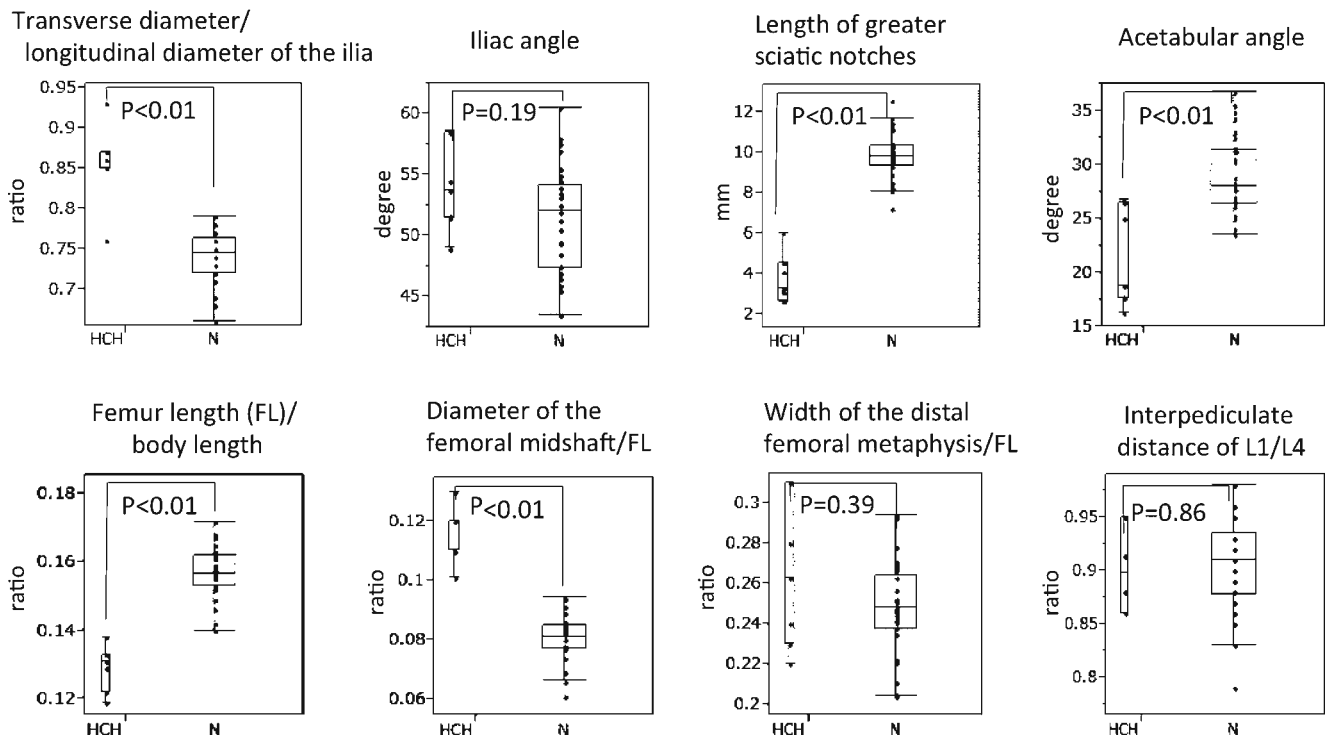 Transverse diameter/
longitudinal diameter of the ilia
0.95
0.9
0.85
0.8
0.75
0.7
ratio
P<0.01
HCH N
Iliac angle
60
55
50
45
degree
P=0.19
HCH N
Length of greater
sciatic notches
12
10
8
6
4
2
mm
P<0.01
HCH N
Acetabular angle
35
30
25
20
15
degree
P<0.01
HCH N
Femur length (FL)/
body length
0.18
0.16
0.14
0.12
ratio
P<0.01
HCH N
Diameter of the
femoral midshaft/FL
0.12
0.1
0.08
0.06
ratio
P<0.01
HCH N
Width of the distal
femoral metaphysis/FL
0.3
0.28
0.26
0.24
0.22
0.2
ratio
P=0.39
HCH N
Interpediculate
distance of L1/L4
0.95
0.9
0.85
0.8
ratio
P=0.86
HCH N